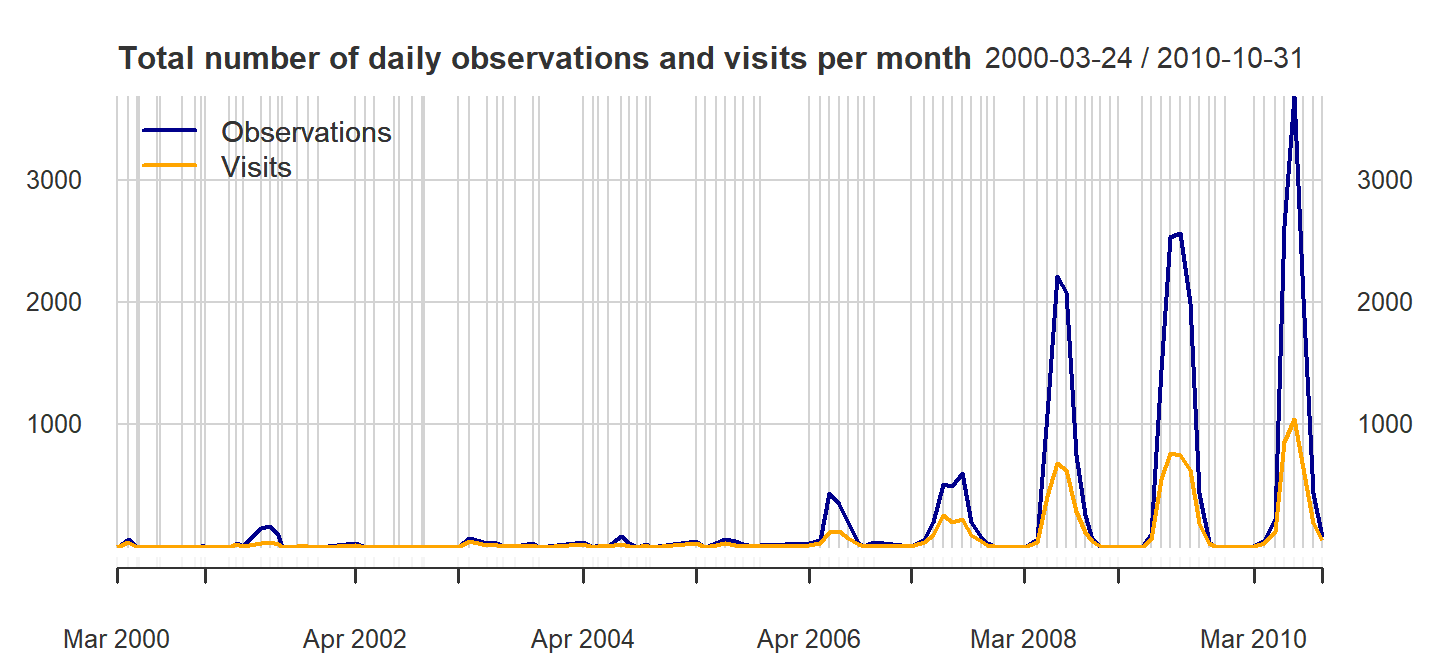 Total number of daily observations and visits per month 2000-03-24 / 2010-10-31
Observations
Visits
3000 3000
2000 2000
1000 1000
Mar 2000 Apr 2002 Apr 2004 Apr 2006 Mar 2008 Mar 2010